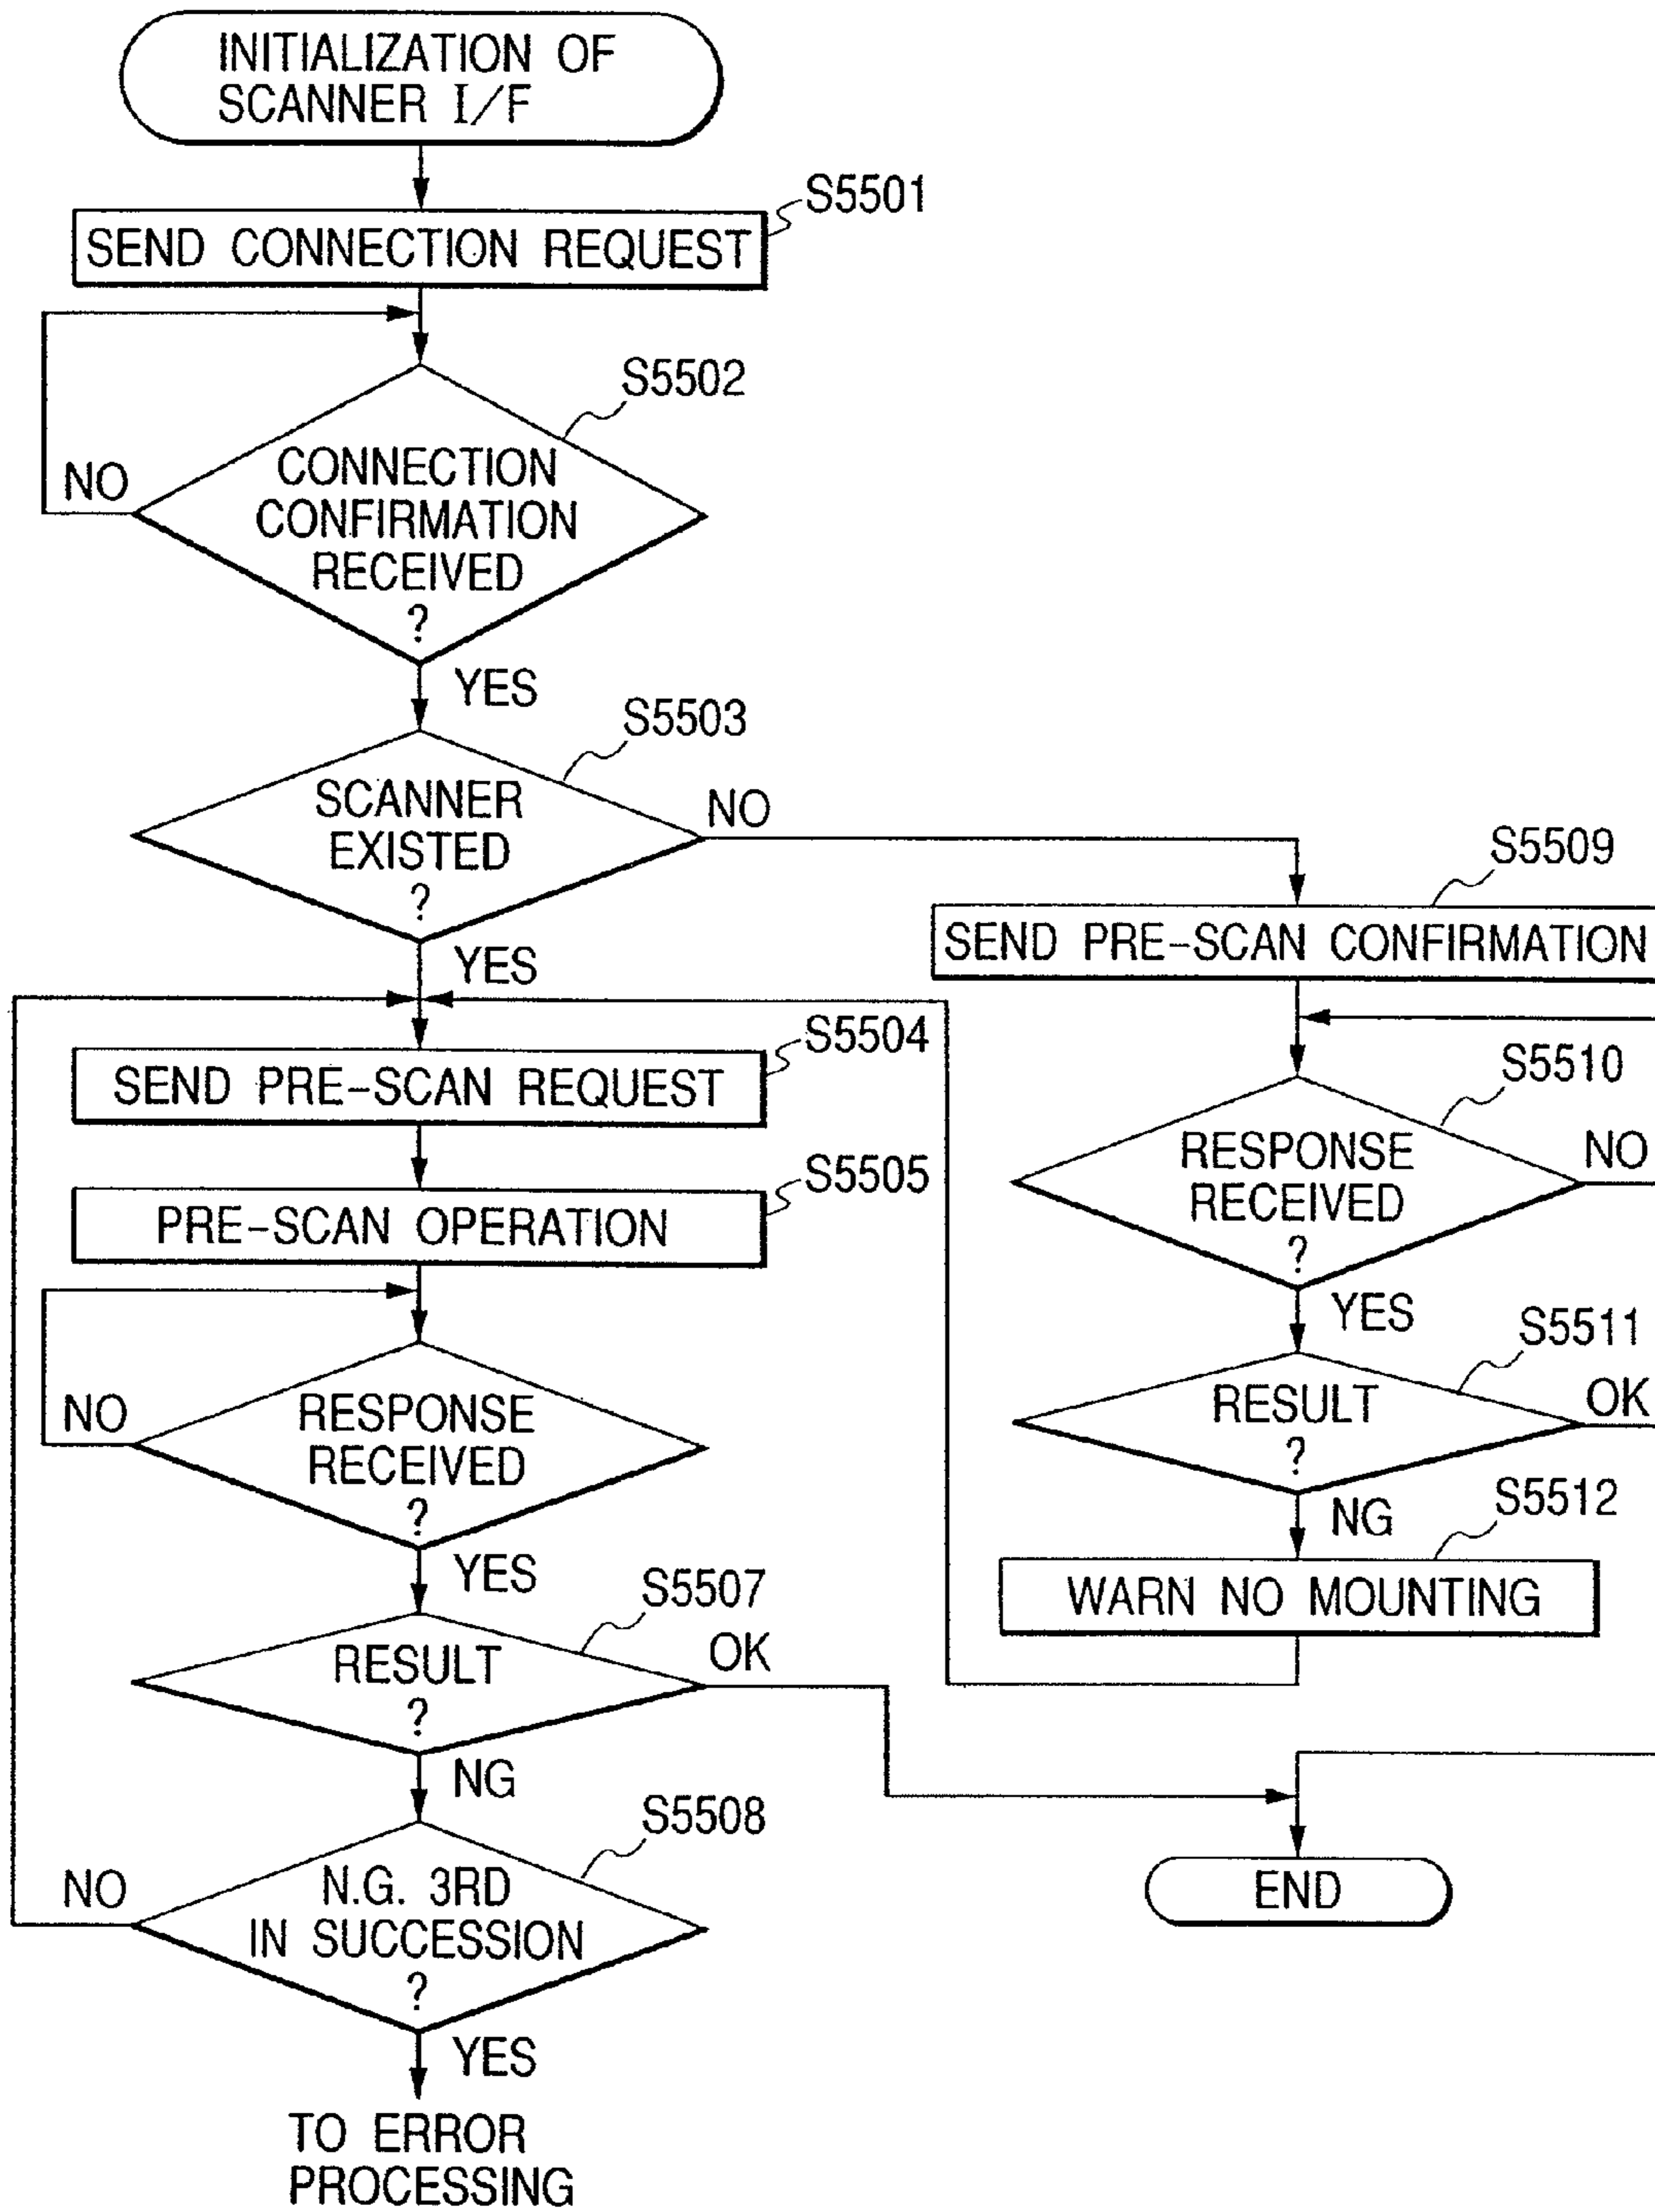 INITIALIZATION OF
SCANNER I/F
S5501
SEND CONNECTION REQUEST
S5502
NO
CONNECTION
CONFIRMATION
RECEIVED
?
YES
S5503
SCANNER
EXISTED
?
NO
YES
S5504
SEND PRE-SCAN REQUEST
S5505
PRE-SCAN OPERATION
NO
RESPONSE
RECEIVED
?
YES
S5507
RESULT
?
OK
NG
S5508
NO
N.G. 3RD
IN SUCCESSION
?
YES
TO ERROR
PROCESSING
S5509
SEND PRE-SCAN CONFIRMATION
S5510
RESPONSE
RECEIVED
?
NO
YES
S5511
RESULT
?
OK
NG
S5512
WARN NO MOUNTING
END